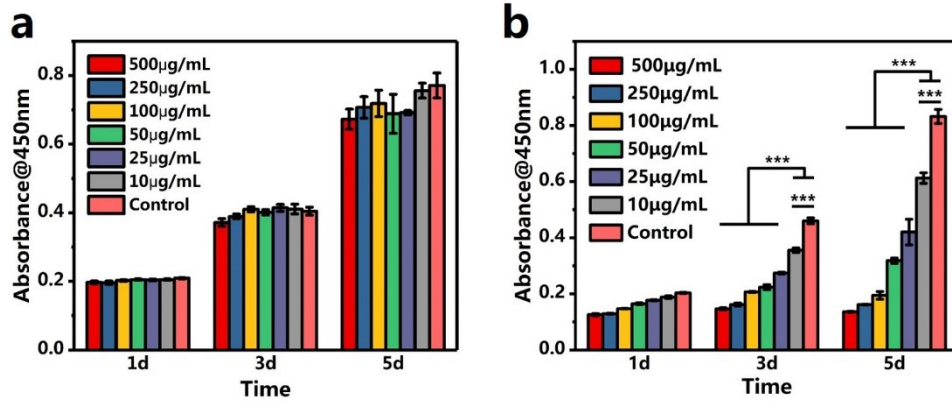 a
Absorbance@450nm
0.8
0.6
0.4
0.2
0.0
500μg/mL
250μg/mL
100μg/mL
50μg/mL
25μg/mL
10μg/mL
Control
1d
3d
5d
Time
b
Absorbance@450nm
1.0
0.8
0.6
0.4
0.2
0.0
500μg/mL
250μg/mL
100μg/mL
50μg/mL
25μg/mL
10μg/mL
Control
***
***
***
***
1d
3d
5d
Time